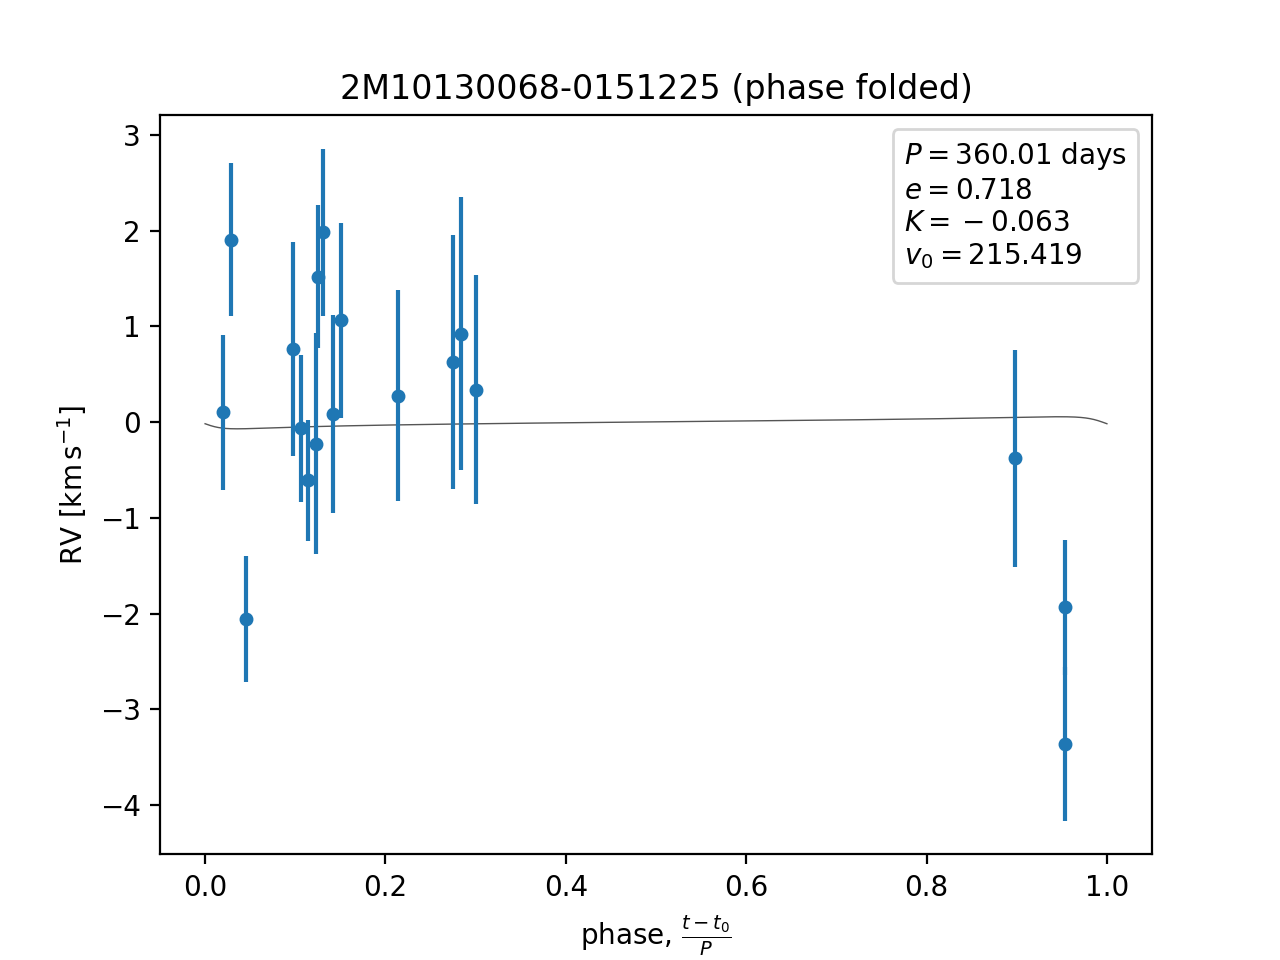 2M10130068-0151225 (phase folded)
P = 360.01 days
e = 0.718
K = −0.063
v₀ = 215.419
3
2
1
0
−1
−2
−3
−4
RV [km s⁻¹]
0.0 0.2 0.4 0.6 0.8 1.0
phase, (t − t₀)/P